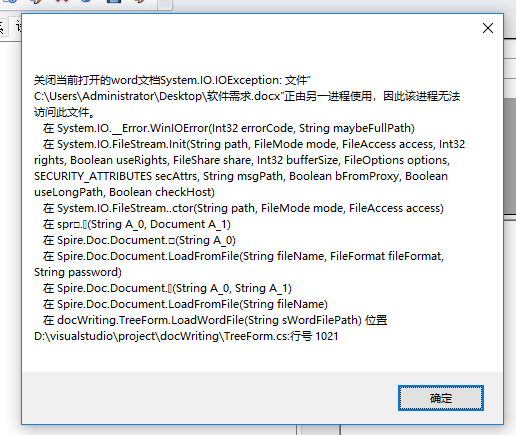 关闭当前打开的word文档System.IO.IOException: 文件“
C:\Users\Administrator\Desktop\软件需求.docx”正由另一进程使用，因此该进程无法
访问此文件。
在 System.IO.__Error.WinIOError(Int32 errorCode, String maybeFullPath)
在 System.IO.FileStream.Init(String path, FileMode mode, FileAccess access, Int32
rights, Boolean useRights, FileShare share, Int32 bufferSize, FileOptions options,
SECURITY_ATTRIBUTES secAttrs, String msgPath, Boolean bFromProxy, Boolean
useLongPath, Boolean checkHost)
在 System.IO.FileStream..ctor(String path, FileMode mode, FileAccess access)
在 spr□.▯(String A_0, Document A_1)
在 Spire.Doc.Document.□(String A_0)
在 Spire.Doc.Document.LoadFromFile(String fileName, FileFormat fileFormat,
String password)
在 Spire.Doc.Document.▯(String A_0, String A_1)
在 Spire.Doc.Document.LoadFromFile(String fileName)
在 docWriting.TreeForm.LoadWordFile(String sWordFilePath) 位置
D:\visualstudio\project\docWriting\TreeForm.cs:行号 1021
确定